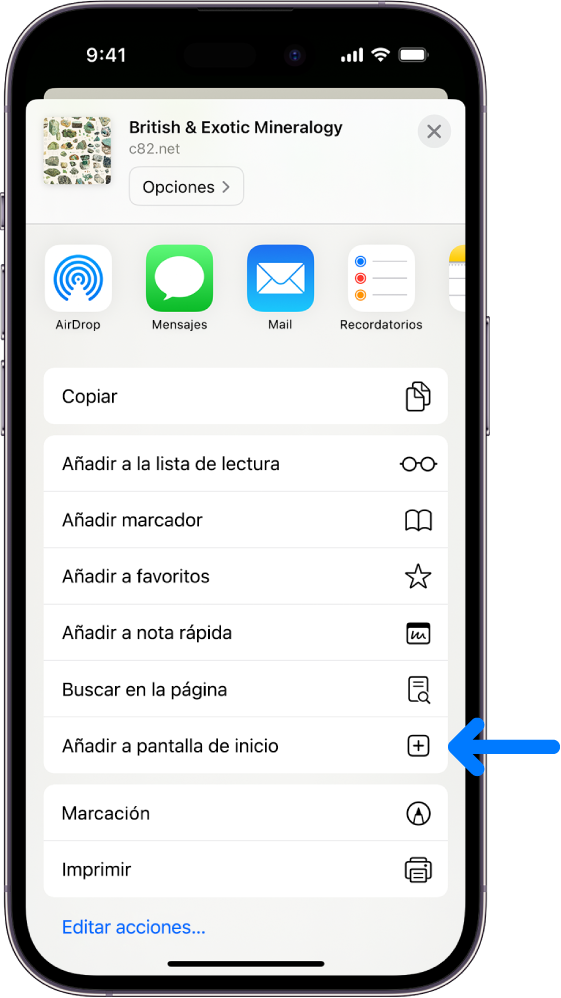 9:41
British & Exotic Mineralogy
c82.net
Opciones
AirDrop
Mensajes
Mail
Recordatorios
Copiar
Añadir a la lista de lectura
Añadir marcador
Añadir a favoritos
Añadir a nota rápida
Buscar en la página
Añadir a pantalla de inicio
Marcación
Imprimir
Editar acciones...